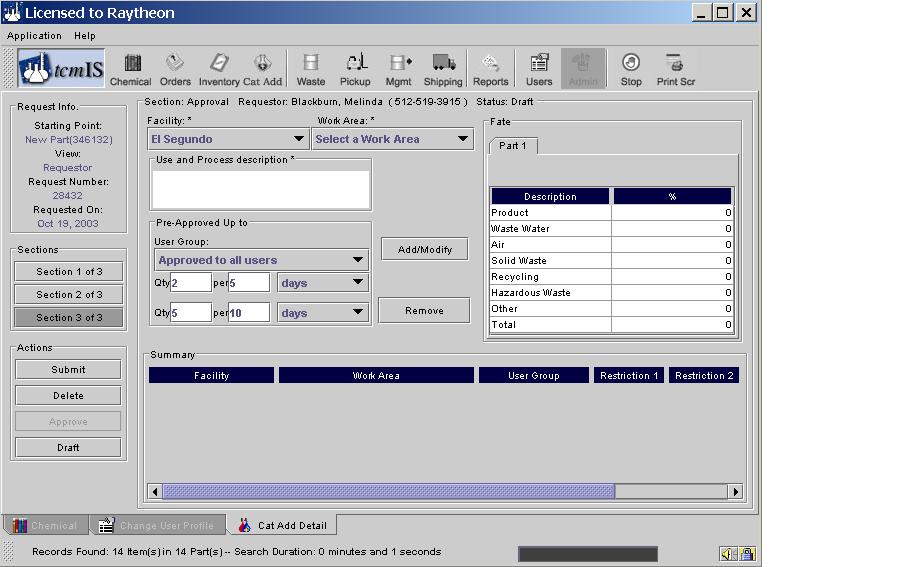 Licensed to Raytheon
Application Help
tcmIS
Chemical Orders Inventory Cat Add Waste Pickup Mgmt Shipping Reports Users Admin Stop Print Scr
Request Info.
Starting Point:
New Part(346132)
View:
Requestor
Request Number:
28432
Requested On:
Oct 19, 2003
Sections
Section 1 of 3
Section 2 of 3
Section 3 of 3
Actions
Submit
Delete
Approve
Draft
Section: Approval Requestor: Blackburn, Melinda ( 512-519-3915 ) Status: Draft
Facility: * Work Area: *
El Segundo Select a Work Area
Use and Process description *
Pre-Approved Up to
User Group:
Approved to all users
Qty 2 per 5 days
Qty 5 per 10 days
Add/Modify
Remove
Fate
Part 1
Description %
Product 0
Waste Water 0
Air 0
Solid Waste 0
Recycling 0
Hazardous Waste 0
Other 0
Total 0
Summary
Facility Work Area User Group Restriction 1 Restriction 2
Chemical Change User Profile Cat Add Detail
Records Found: 14 Item(s) in 14 Part(s) -- Search Duration: 0 minutes and 1 seconds